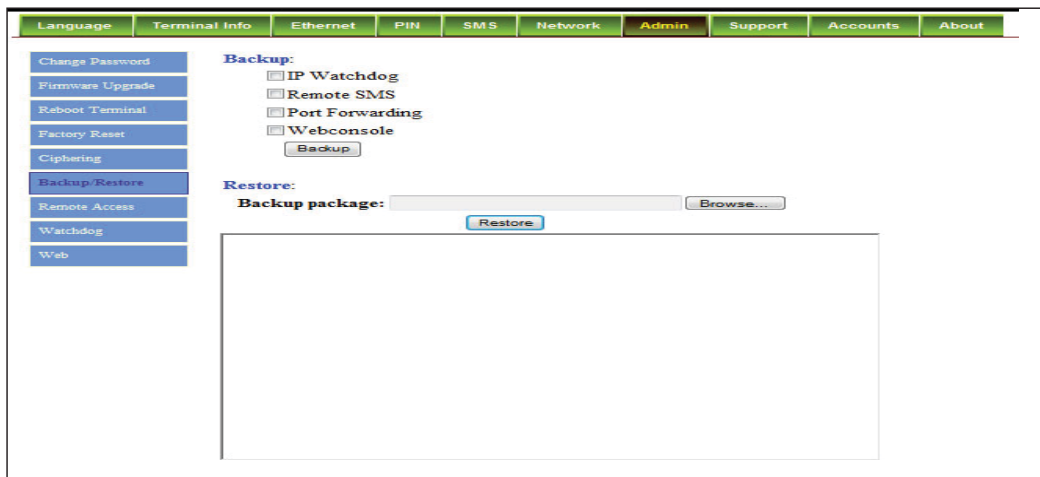 Language Terminal Info Ethernet PIN SMS Network Admin Support Accounts About
Change Password
Firmware Upgrade
Reboot Terminal
Factory Reset
Ciphering
Backup/Restore
Remote Access
Watchdog
Web
Backup:
IP Watchdog
Remote SMS
Port Forwarding
Webconsole
Backup
Restore:
Backup package: Browse...
Restore